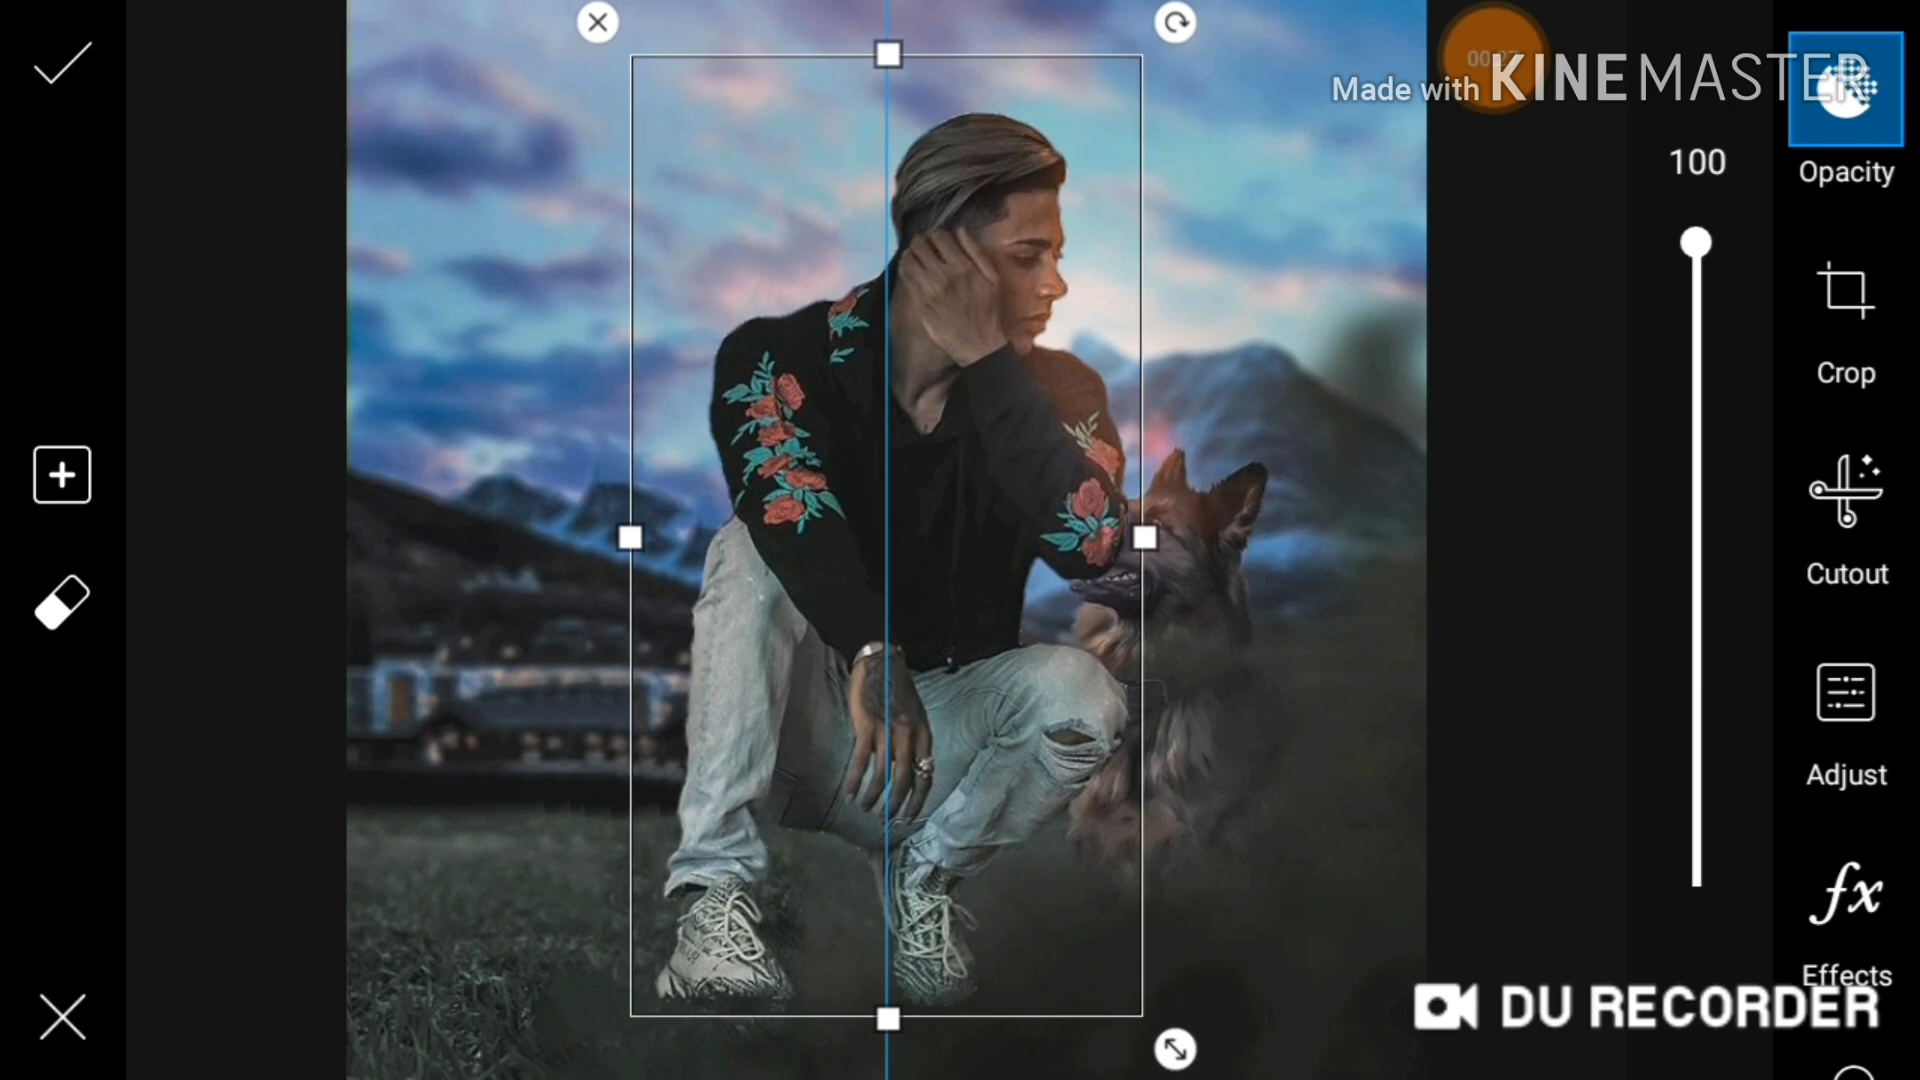 Made with KINEMASTER
100
Opacity
Crop
Cutout
Adjust
fx
Effects
DU RECORDER